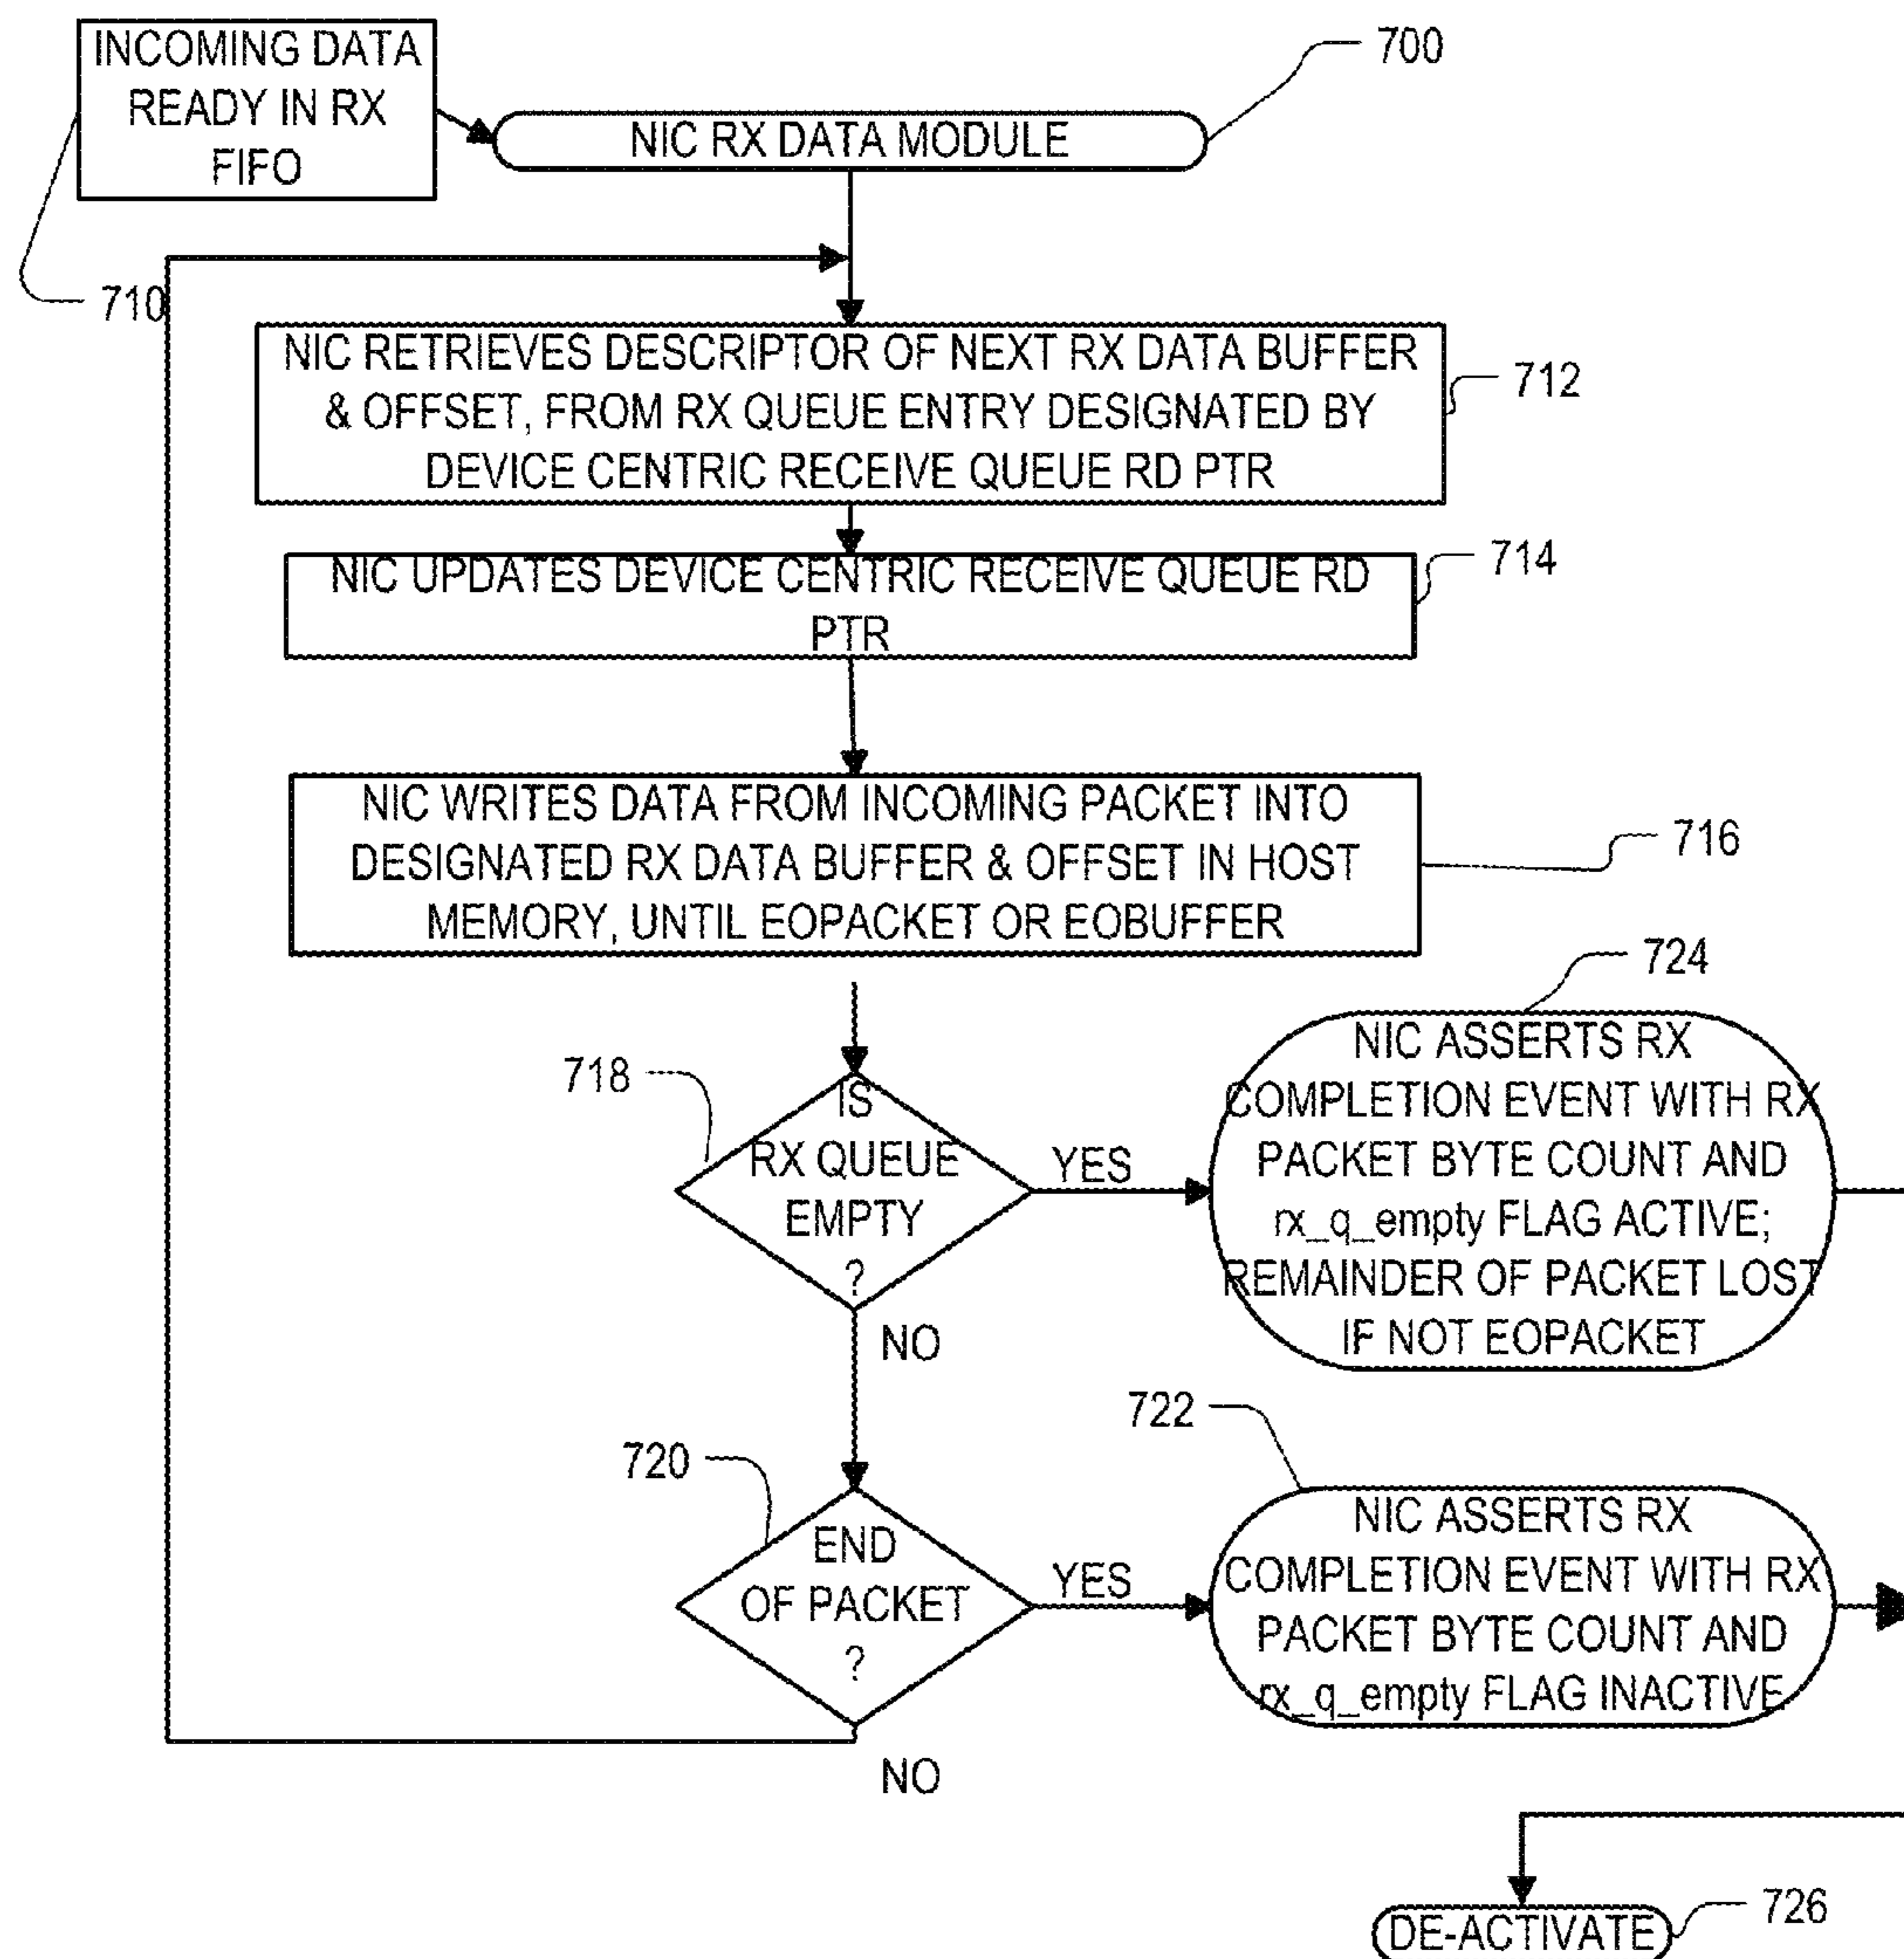 INCOMING DATA
READY IN RX
FIFO
700
NIC RX DATA MODULE
710
NIC RETRIEVES DESCRIPTOR OF NEXT RX DATA BUFFER
& OFFSET, FROM RX QUEUE ENTRY DESIGNATED BY
DEVICE CENTRIC RECEIVE QUEUE RD PTR
712
NIC UPDATES DEVICE CENTRIC RECEIVE QUEUE RD
PTR
714
NIC WRITES DATA FROM INCOMING PACKET INTO
DESIGNATED RX DATA BUFFER & OFFSET IN HOST
MEMORY, UNTIL EOPACKET OR EOBUFFER
716
718
IS
RX QUEUE
EMPTY
?
YES
NO
724
NIC ASSERTS RX
COMPLETION EVENT WITH RX
PACKET BYTE COUNT AND
rx_q_empty FLAG ACTIVE;
REMAINDER OF PACKET LOST
IF NOT EOPACKET
720
END
OF PACKET
?
YES
NO
722
NIC ASSERTS RX
COMPLETION EVENT WITH RX
PACKET BYTE COUNT AND
rx_q_empty FLAG INACTIVE
DE-ACTIVATE
726